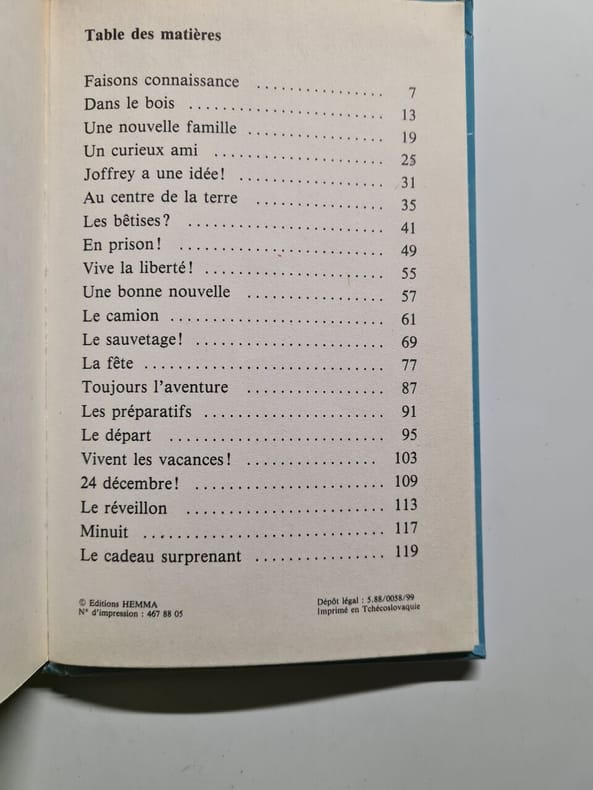 Table des matières
Faisons connaissance ................ 7
Dans le bois ........................ 13
Une nouvelle famille ................ 19
Un curieux ami ..................... 25
Joffrey a une idée! .................. 31
Au centre de la terre ................ 35
Les bêtises? ........................ 41
En prison! .......................... 49
Vive la liberté! ...................... 55
Une bonne nouvelle ................. 57
Le camion ........................... 61
Le sauvetage! ....................... 69
La fête .............................. 77
Toujours l'aventure ................. 87
Les préparatifs ...................... 91
Le départ ........................... 95
Vivent les vacances! ................ 103
24 décembre! ....................... 109
Le réveillon ........................ 113
Minuit .............................. 117
Le cadeau surprenant ................ 119
© Editions HEMMA
N° d'impression : 467 88 05
Dépôt légal : 5.88/0058/99
Imprimé en Tchécoslovaquie